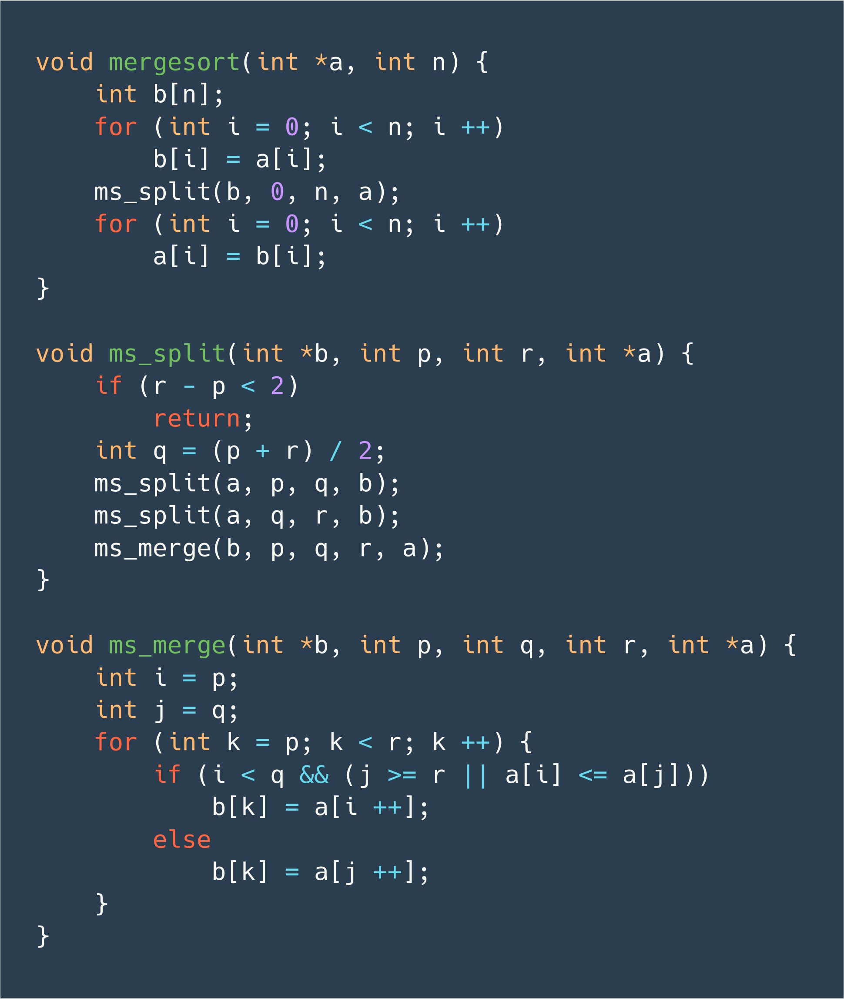 void mergesort(int *a, int n) {
    int b[n];
    for (int i = 0; i < n; i ++)
        b[i] = a[i];
    ms_split(b, 0, n, a);
    for (int i = 0; i < n; i ++)
        a[i] = b[i];
}

void ms_split(int *b, int p, int r, int *a) {
    if (r - p < 2)
        return;
    int q = (p + r) / 2;
    ms_split(a, p, q, b);
    ms_split(a, q, r, b);
    ms_merge(b, p, q, r, a);
}

void ms_merge(int *b, int p, int q, int r, int *a) {
    int i = p;
    int j = q;
    for (int k = p; k < r; k ++) {
        if (i < q && (j >= r || a[i] <= a[j]))
            b[k] = a[i ++];
        else
            b[k] = a[j ++];
    }
}